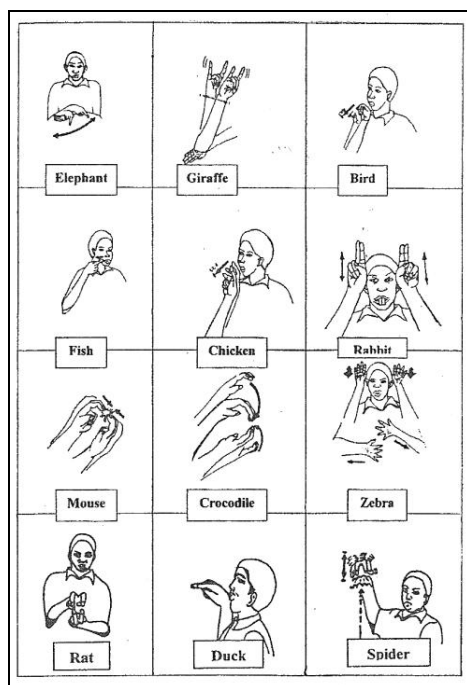 Elephant
Giraffe
Bird
Fish
Chicken
Rabbit
Mouse
Crocodile
Zebra
Rat
Duck
Spider